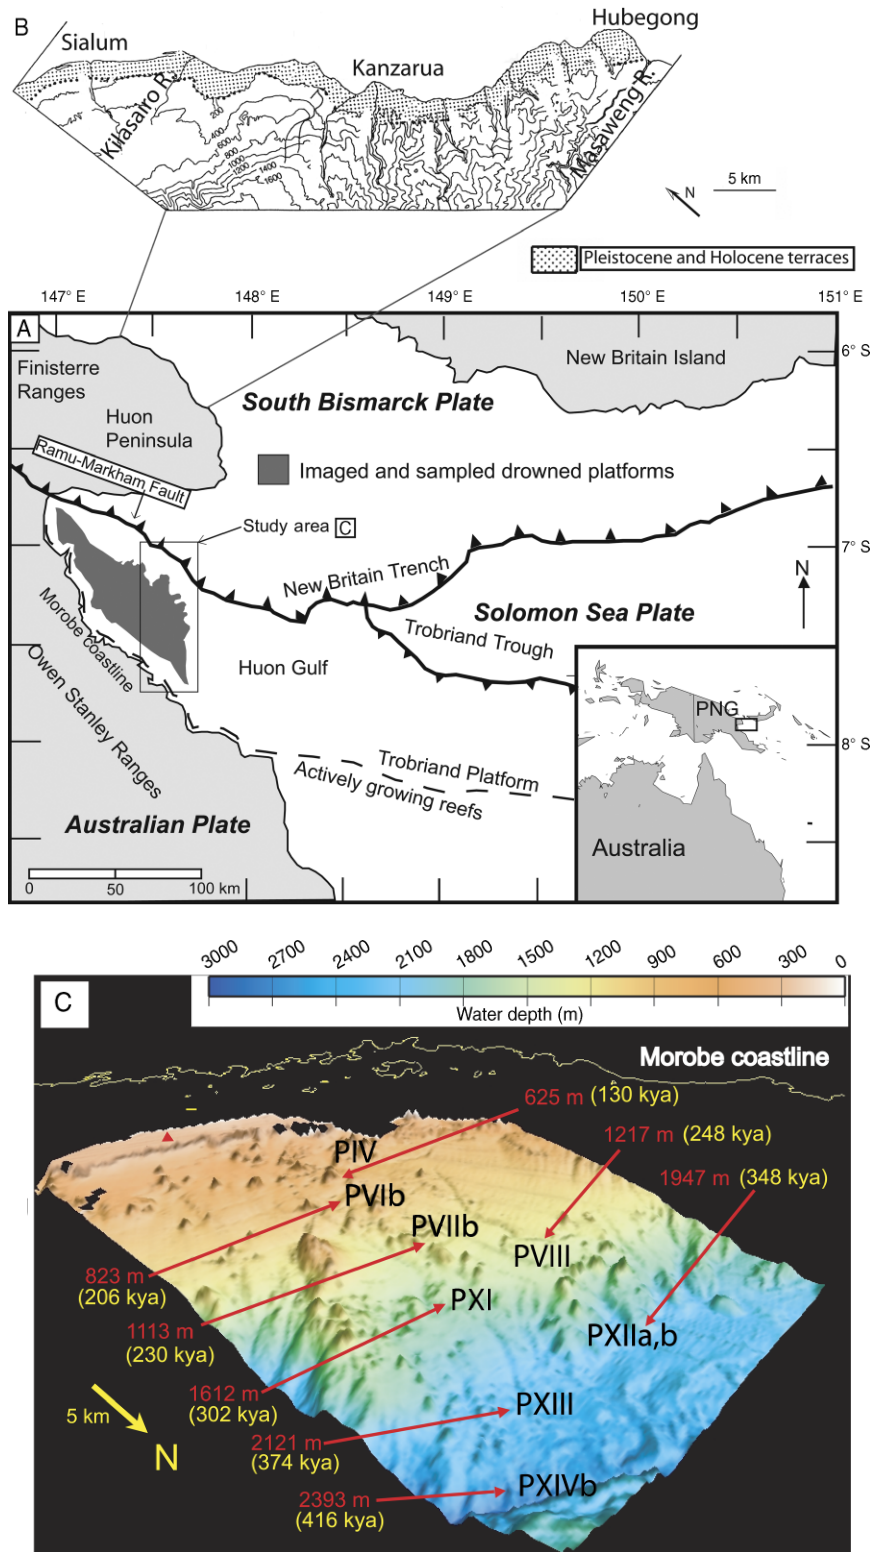 B
Sialum
Kanzarua
Hubegong
Kilasairo R.
Masaweng R.
200
400
600
800
1000
1200
1400
1600
N
5 km
Pleistocene and Holocene terraces
147° E
148° E
149° E
150° E
151° E
A
6° S
7° S
8° S
Finisterre
Ranges
New Britain Island
South Bismarck Plate
Huon
Peninsula
Ramu-Markham Fault
Imaged and sampled drowned platforms
Study area C
New Britain Trench
N
Solomon Sea Plate
Morobe coastline
Trobriand Trough
Huon Gulf
Owen Stanley Ranges
PNG
Trobriand Platform
Actively growing reefs
Australian Plate
Australia
0
50
100 km
3000
2700
2400
2100
1800
1500
1200
900
600
300
0
C
Water depth (m)
Morobe coastline
625 m (130 kya)
1217 m (248 kya)
1947 m (348 kya)
PIV
PVIb
PVIIb
PVIII
823 m
(206 kya)
PXI
1113 m
(230 kya)
PXIIa,b
1612 m
(302 kya)
PXIII
5 km
N
2121 m
(374 kya)
PXIVb
2393 m
(416 kya)